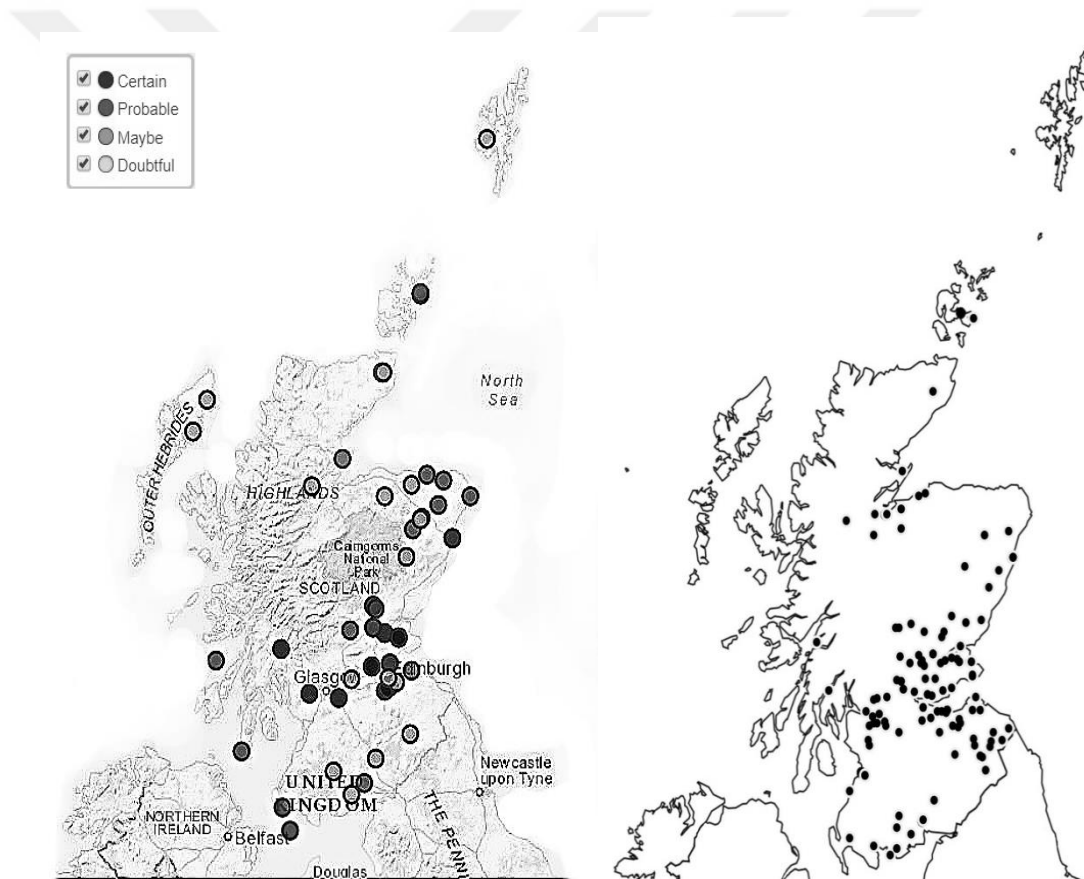 Certain
Probable
Maybe
Doubtful
North
Sea
OUTER HEBRIDES
HIGHLANDS
Cairngorms
National
Park
SCOTLAND
Glasgow
Edinburgh
Newcastle
upon Tyne
UNITED
KINGDOM
NORTHERN
IRELAND
Belfast
THE PENNI
Douglas